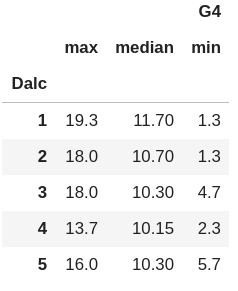 G4
max median min
Dalc
1 19.3 11.70 1.3
2 18.0 10.70 1.3
3 18.0 10.30 4.7
4 13.7 10.15 2.3
5 16.0 10.30 5.7